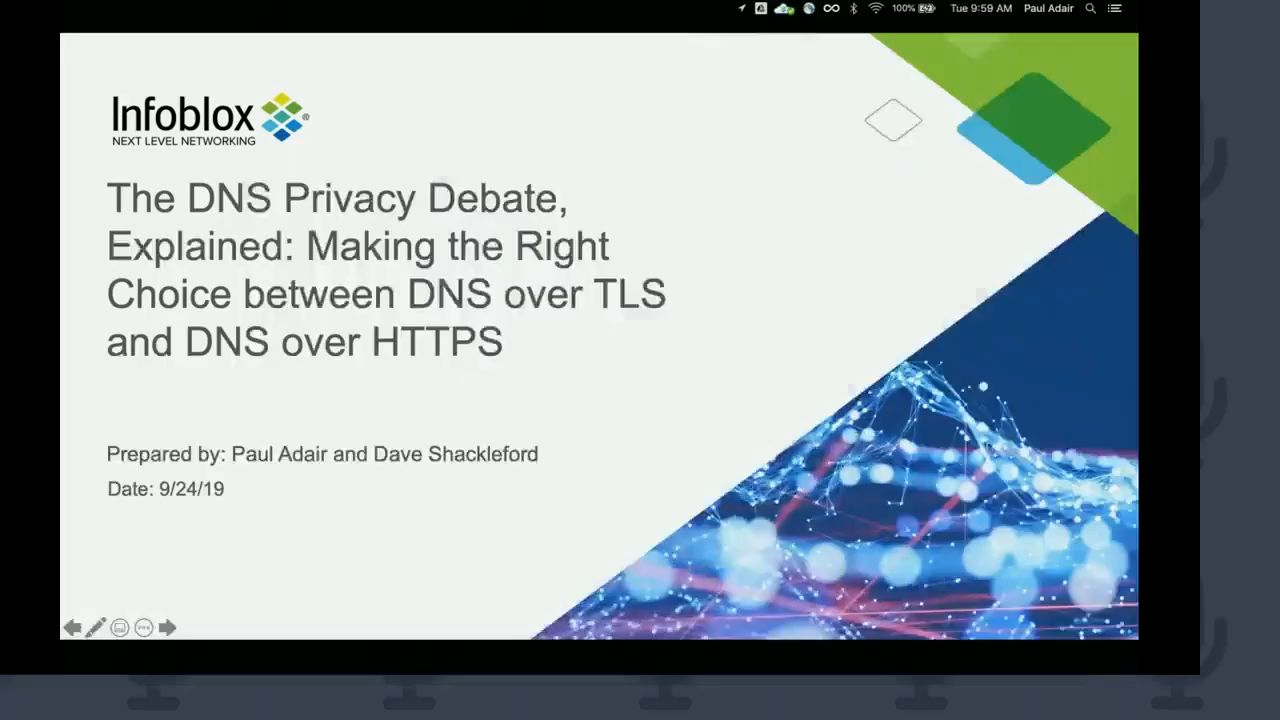 100%
Tue 9:59 AM
Paul Adair
Infoblox®
NEXT LEVEL NETWORKING
The DNS Privacy Debate,
Explained: Making the Right
Choice between DNS over TLS
and DNS over HTTPS
Prepared by: Paul Adair and Dave Shackleford
Date: 9/24/19